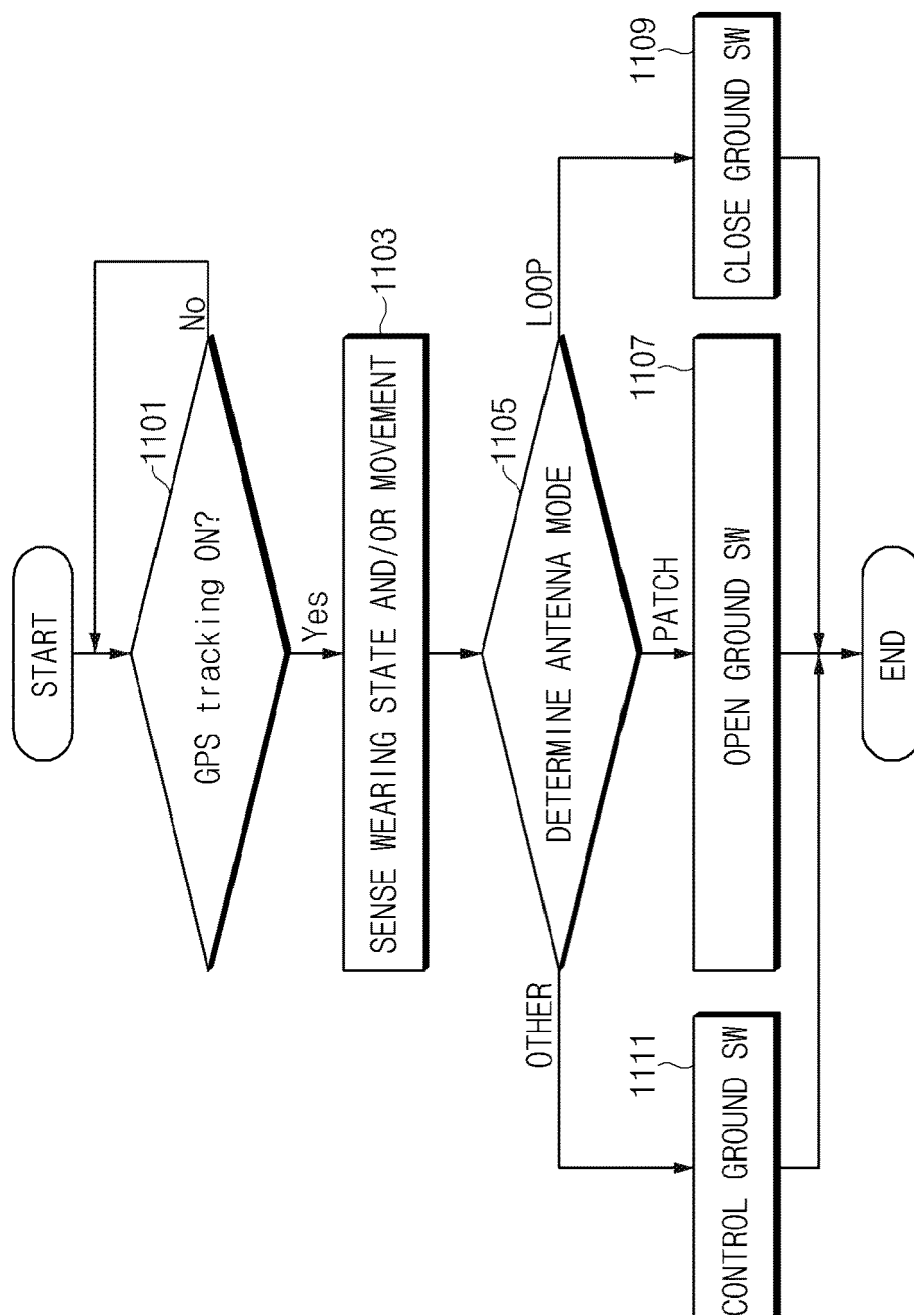 START
GPS tracking ON?
1101
No
Yes
SENSE WEARING STATE AND/OR MOVEMENT
1103
DETERMINE ANTENNA MODE
1105
OTHER
PATCH
LOOP
CONTROL GROUND SW
1111
OPEN GROUND SW
1107
CLOSE GROUND SW
1109
END